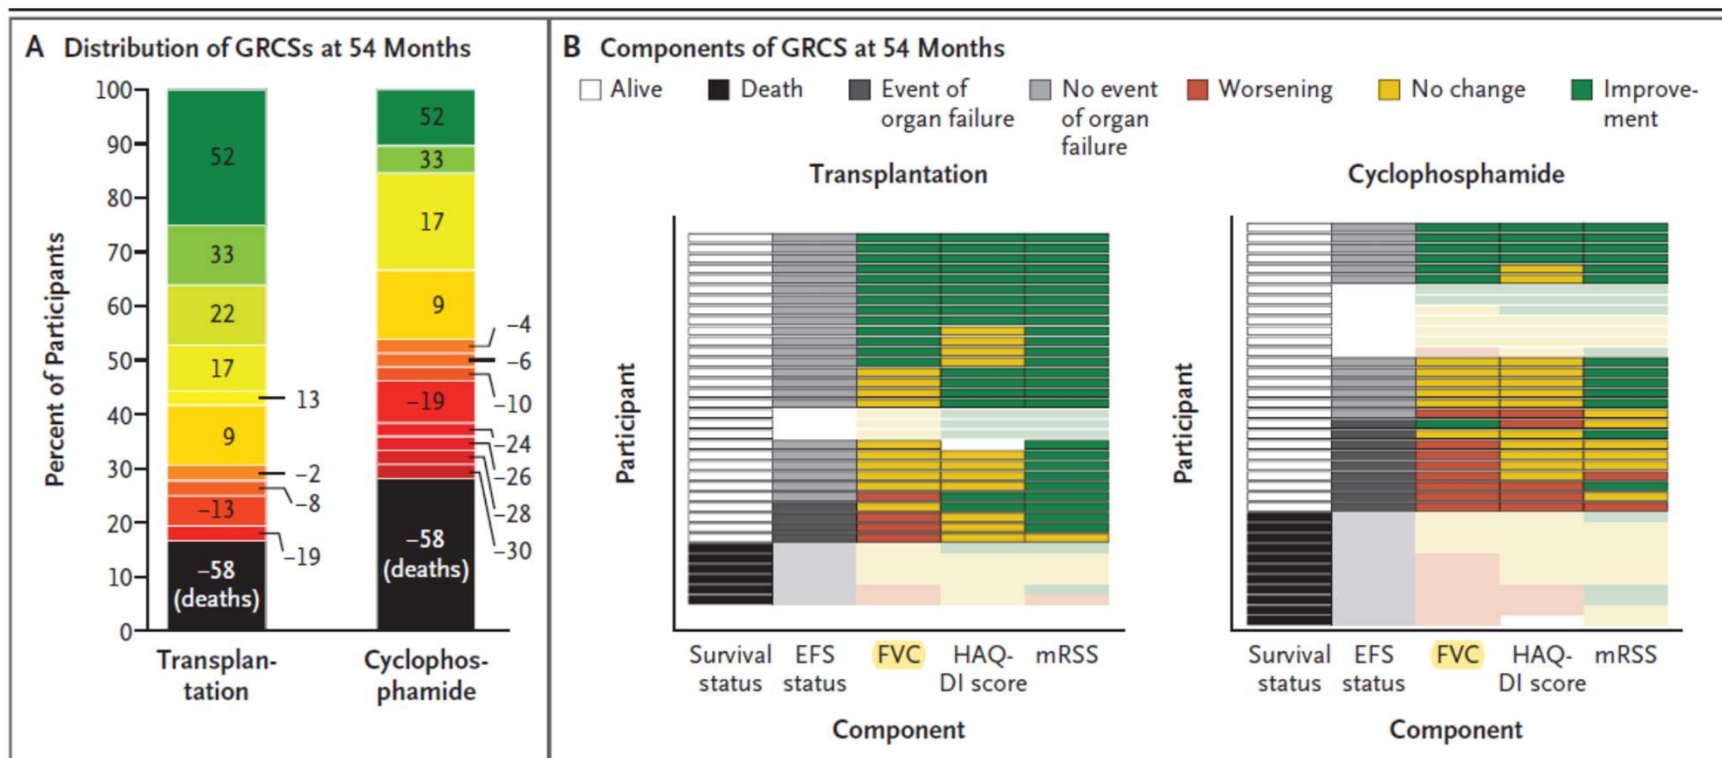 A Distribution of GRCSs at 54 Months
100
90
80
70
60
50
40
30
20
10
0
Percent of Participants
52
33
22
17
13
9
–2
–8
–13
–19
–58
(deaths)
52
33
17
9
–4
–6
–10
–19
–24
–26
–28
–30
–58
(deaths)
Transplan-
tation
Cyclophos-
phamide
B Components of GRCS at 54 Months
Alive
Death
Event of
organ failure
No event
of organ
failure
Worsening
No change
Improve-
ment
Transplantation
Participant
Survival
status
EFS
status
FVC
HAQ-
DI score
mRSS
Component
Cyclophosphamide
Participant
Survival
status
EFS
status
FVC
HAQ-
DI score
mRSS
Component